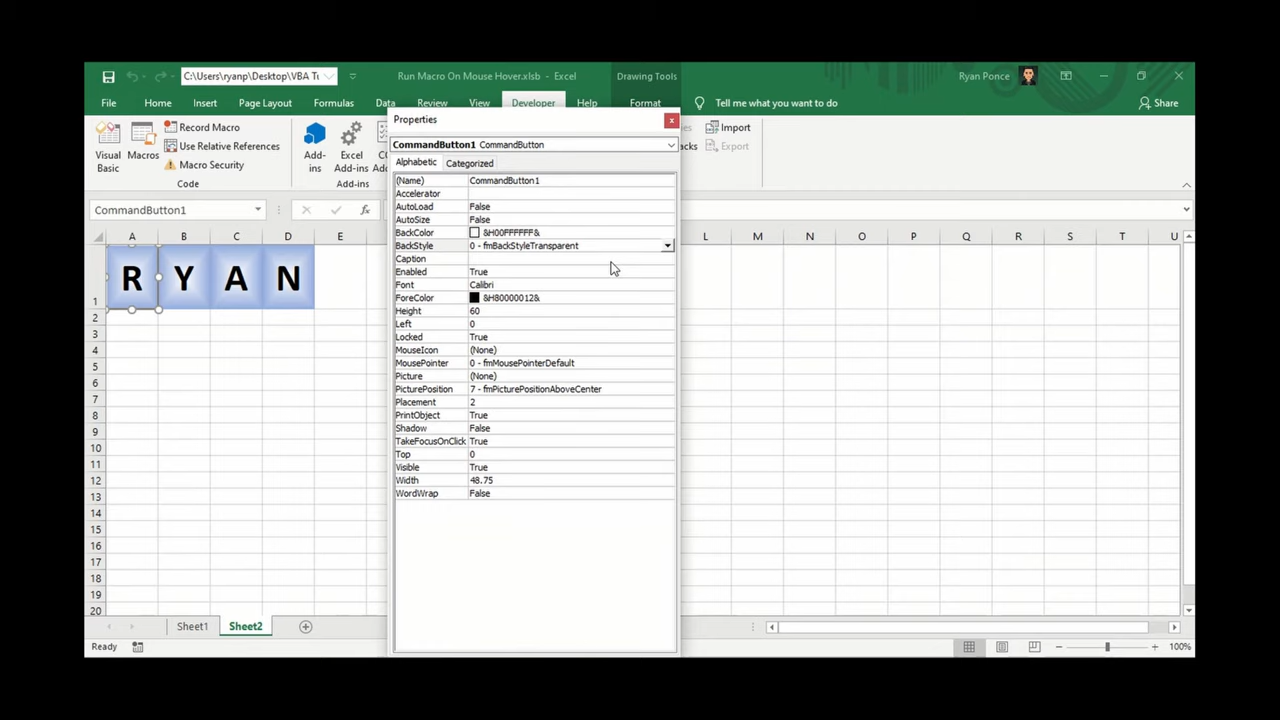 C:\Users\ryanp\Desktop\VBA Tu
Run Macro On Mouse Hover.xlsb - Excel
Drawing Tools
Ryan Ponce
File Home Insert Page Layout Formulas Data Review View Developer Help Format Tell me what you want to do Share
Visual Basic
Macros
Record Macro
Use Relative References
Macro Security
Code
Add-ins
Excel Add-ins
Add-ins
Import
Export
Properties
CommandButton1 CommandButton
Alphabetic Categorized
(Name) CommandButton1
Accelerator
AutoLoad False
AutoSize False
BackColor &H00FFFFFF&
BackStyle 0 - fmBackStyleTransparent
Caption
Enabled True
Font Calibri
ForeColor &H80000012&
Height 60
Left 0
Locked True
MouseIcon (None)
MousePointer 0 - fmMousePointerDefault
Picture (None)
PicturePosition 7 - fmPicturePositionAboveCenter
Placement 2
PrintObject True
Shadow False
TakeFocusOnClick True
Top 0
Visible True
Width 48.75
WordWrap False
CommandButton1 fx
A B C D E L M N O P Q R S T U
R Y A N
1
2
3
4
5
6
7
8
9
10
11
12
13
14
15
16
17
18
19
20
Sheet1 Sheet2
Ready 100%